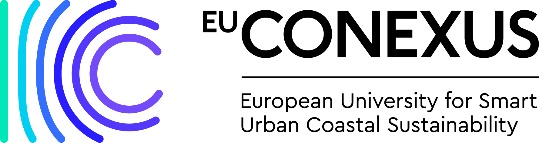 EU CONEXUS
European University for Smart
Urban Coastal Sustainability